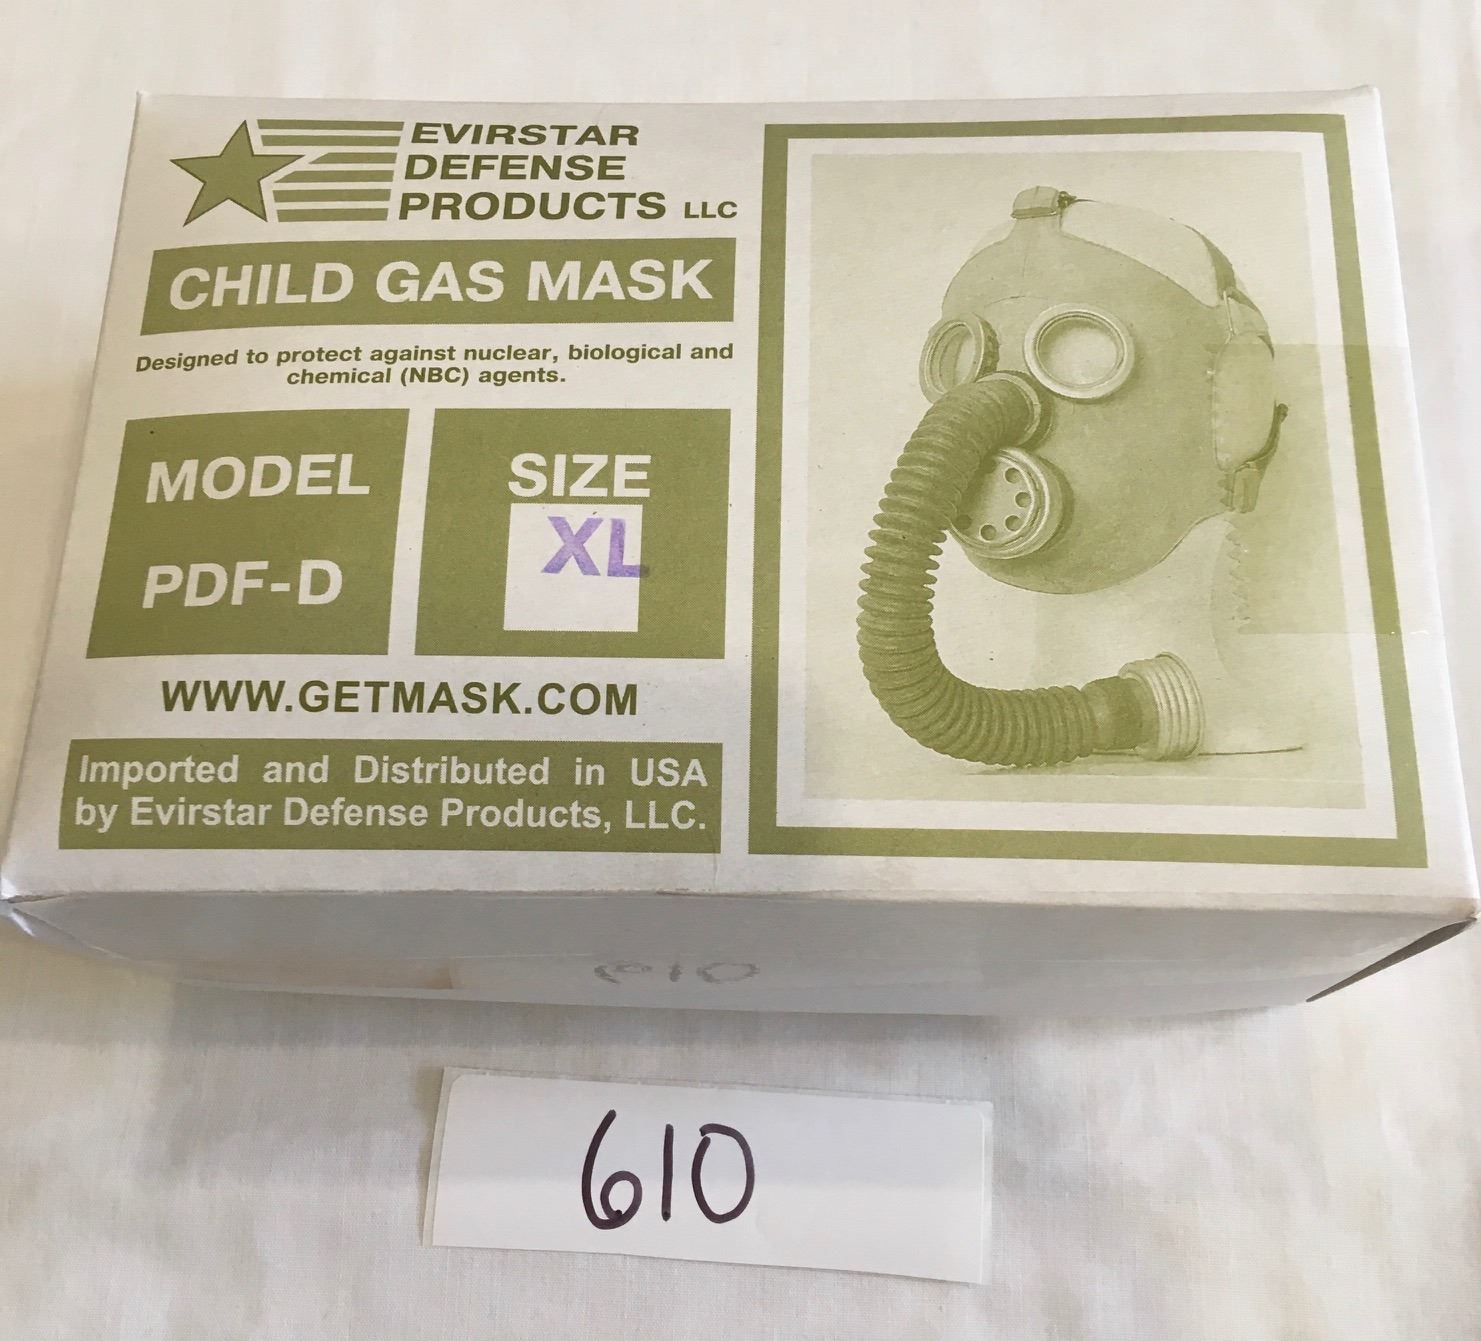 EVIRSTAR
DEFENSE
PRODUCTS LLC
CHILD GAS MASK
Designed to protect against nuclear, biological and
chemical (NBC) agents.
MODEL
PDF-D
SIZE
XL
WWW.GETMASK.COM
Imported and Distributed in USA
by Evirstar Defense Products, LLC.
610
610